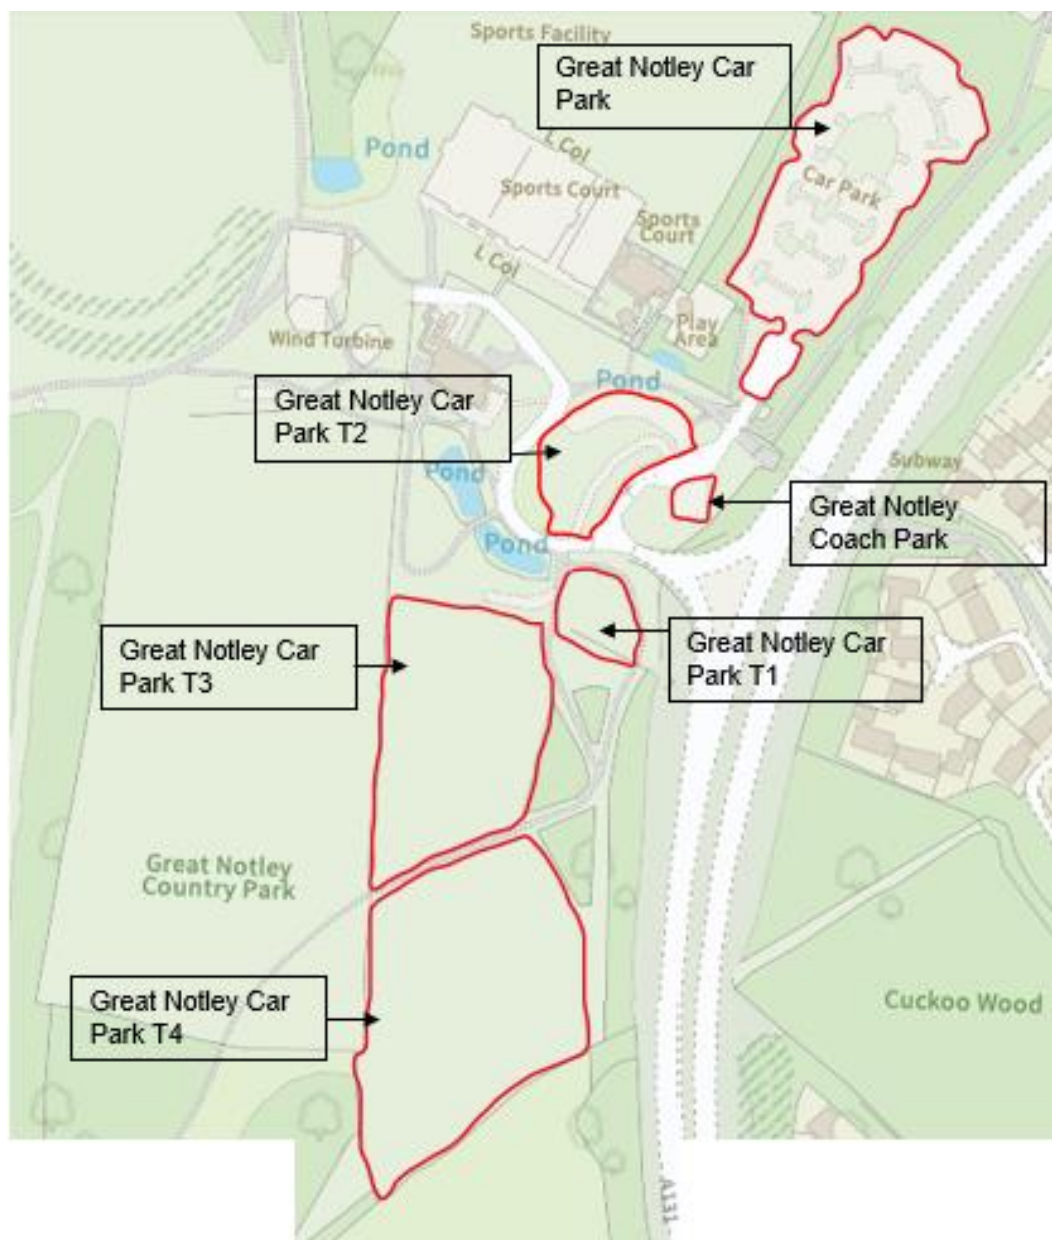 Sports Facility
Great Notley Car
Park
Pond
L Col
Sports Court
Car Park
Sports
Court
L Col
Play
Area
Wind Turbine
Pond
Great Notley Car
Park T2
Subway
Pond
Great Notley
Coach Park
Pond
Great Notley Car
Park T3
Great Notley Car
Park T1
Great Notley
Country Park
Great Notley Car
Park T4
Cuckoo Wood
A131